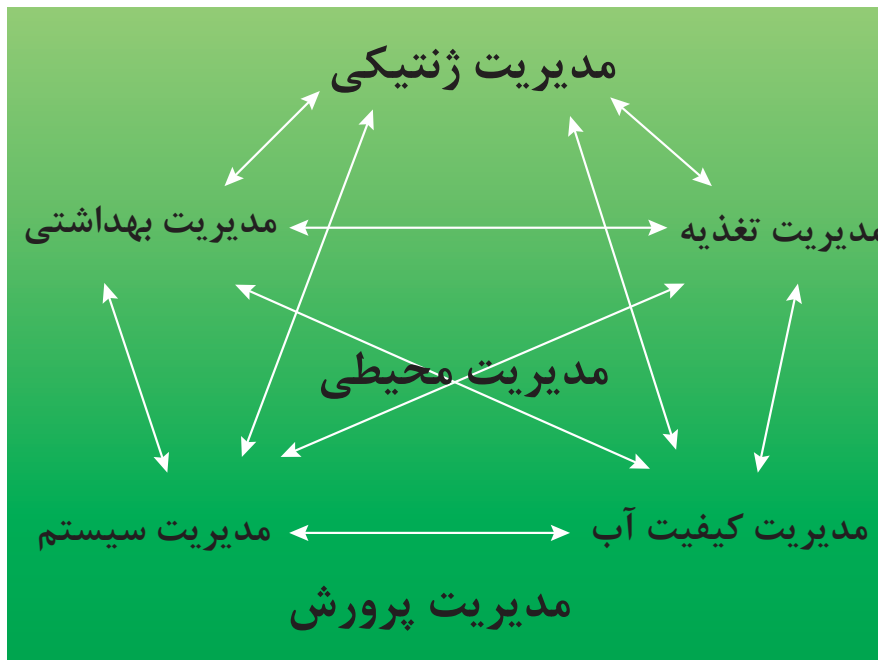 مدیریت ژنتیکی
مدیریت تغذیه
مدیریت بهداشتی
مدیریت محیطی
مدیریت کیفیت آب
مدیریت سیستم
مدیریت پرورش